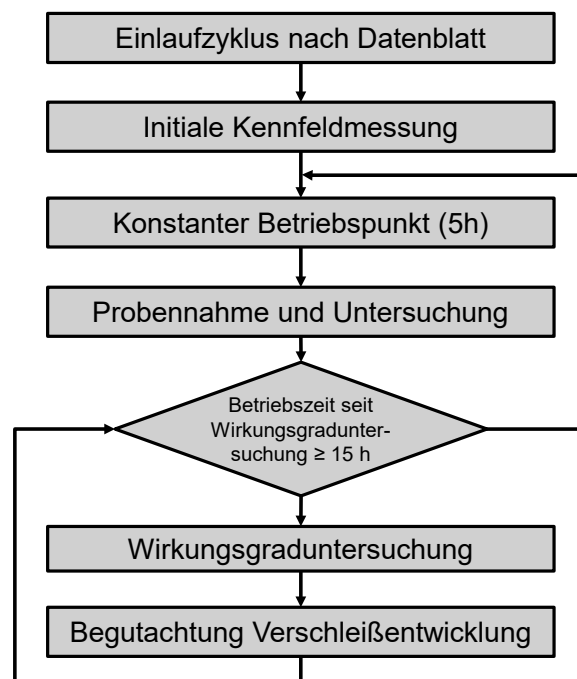 Einlaufzyklus nach Datenblatt
Initiale Kennfeldmessung
Konstanter Betriebspunkt (5h)
Probennahme und Untersuchung
Betriebszeit seit
Wirkungsgradunter-
suchung ≥ 15 h
Wirkungsgraduntersuchung
Begutachtung Verschleißentwicklung